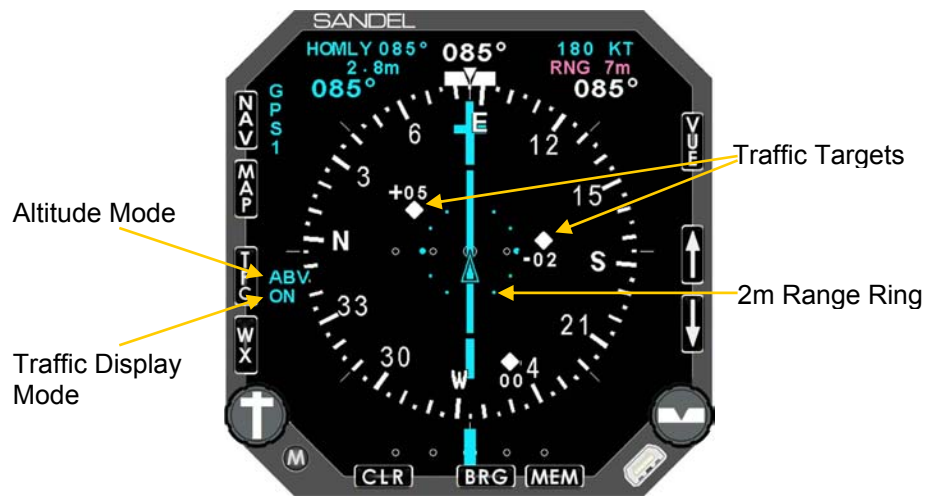 SANDEL
HOMLY 085° 085° 180 KT
2.8m RNG 7m
085° 085°
G
P
S
1
NAV
MAP
TFC
WX
VUE
E
6
12
3
15
+05
Traffic Targets
N
-02
S
Altitude Mode
ABV
ON
2m Range Ring
33
21
30
00
4
W
Traffic Display
Mode
M
CLR
BRG
MEM